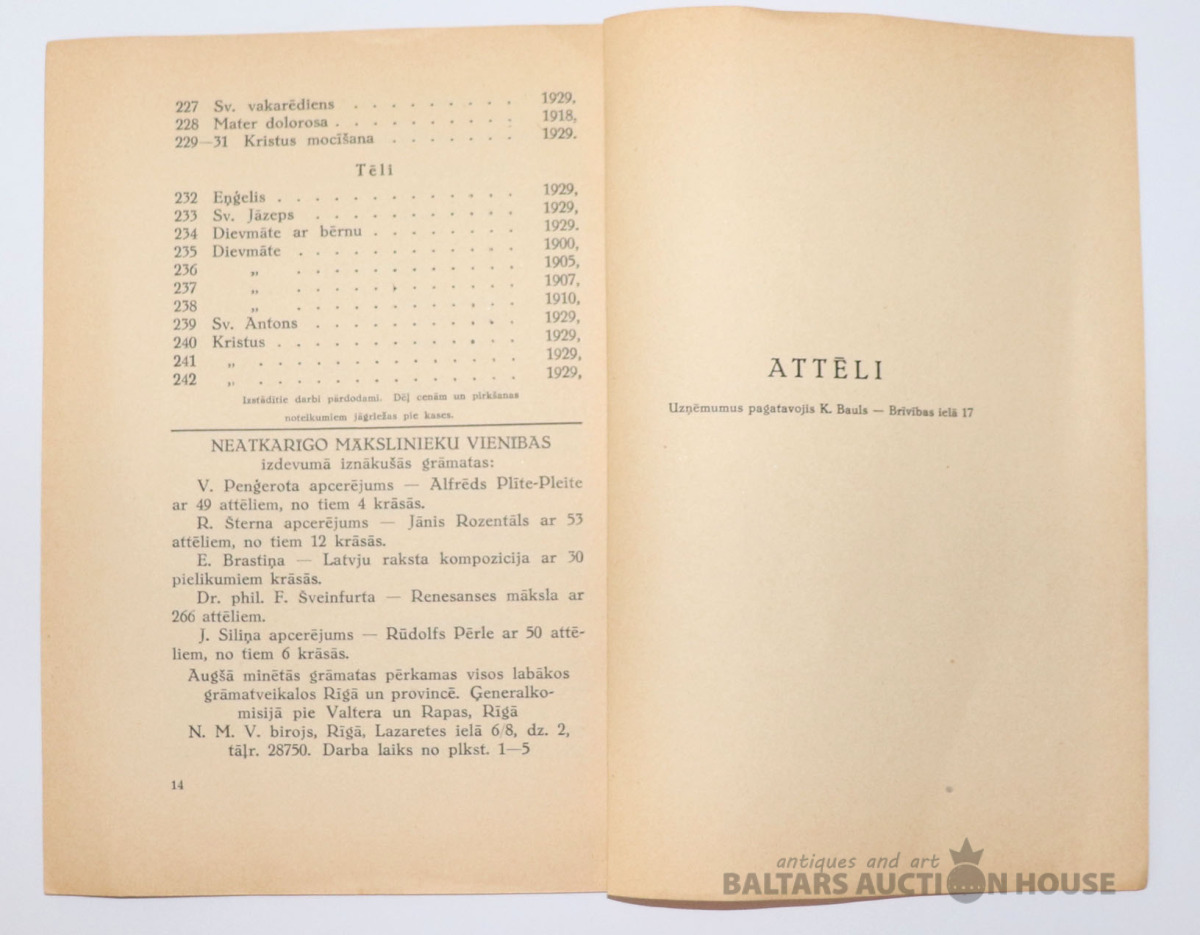 227 Sv. vakarēdiens . . . . . . . . . 1929,
228 Mater dolorosa . . . . . . . . . . 1918,
229—31 Kristus mocīšana . . . . . . . 1929.
Tēli
232 Eņģelis . . . . . . . . . . . . . 1929,
233 Sv. Jāzeps . . . . . . . . . . . 1929,
234 Dievmāte ar bērnu . . . . . . . . 1929.
235 Dievmāte . . . . . . . . . . . . 1900,
236 „ . . . . . . . . . . . . 1905,
237 „ . . . . . . . . . . . . 1907,
238 „ . . . . . . . . . . . . 1910,
239 Sv. Antons . . . . . . . . . . . 1929,
240 Kristus . . . . . . . . . . . . . 1929,
241 „ . . . . . . . . . . . . . . 1929,
242 „ . . . . . . . . . . . . . . 1929,
Izstādītie darbi pārdodami. Dēļ cenām un pirkšanas
noteikumiem jāgriežas pie kases.
NEATKARĪGO MĀKSLINIEKU VIENĪBAS
izdevumā iznākušās grāmatas:
V. Penģerota apcerējums — Alfrēds Plīte-Pleite
ar 49 attēliem, no tiem 4 krāsās.
R. Šterna apcerējums — Jānis Rozentāls ar 53
attēliem, no tiem 12 krāsās.
E. Brastiņa — Latvju raksta kompozicija ar 30
pielikumiem krāsās.
Dr. phil. F. Šveinfurta — Renesanses māksla ar
266 attēliem.
J. Siliņa apcerējums — Rūdolfs Pērle ar 50 attē-
liem, no tiem 6 krāsās.
Augšā minētās grāmatas pērkamas visos labākos
grāmatveikalos Rīgā un provincē. Ģeneralko-
misijā pie Valtera un Rapas, Rīgā
N. M. V. birojs, Rīgā, Lazaretes ielā 6/8, dz. 2,
tāļr. 28750. Darba laiks no plkst. 1—5
14
ATTĒLI
Uzņēmumus pagatavojis K. Bauls — Brīvības ielā 17
antiques and art
BALTARS AUCTION HOUSE